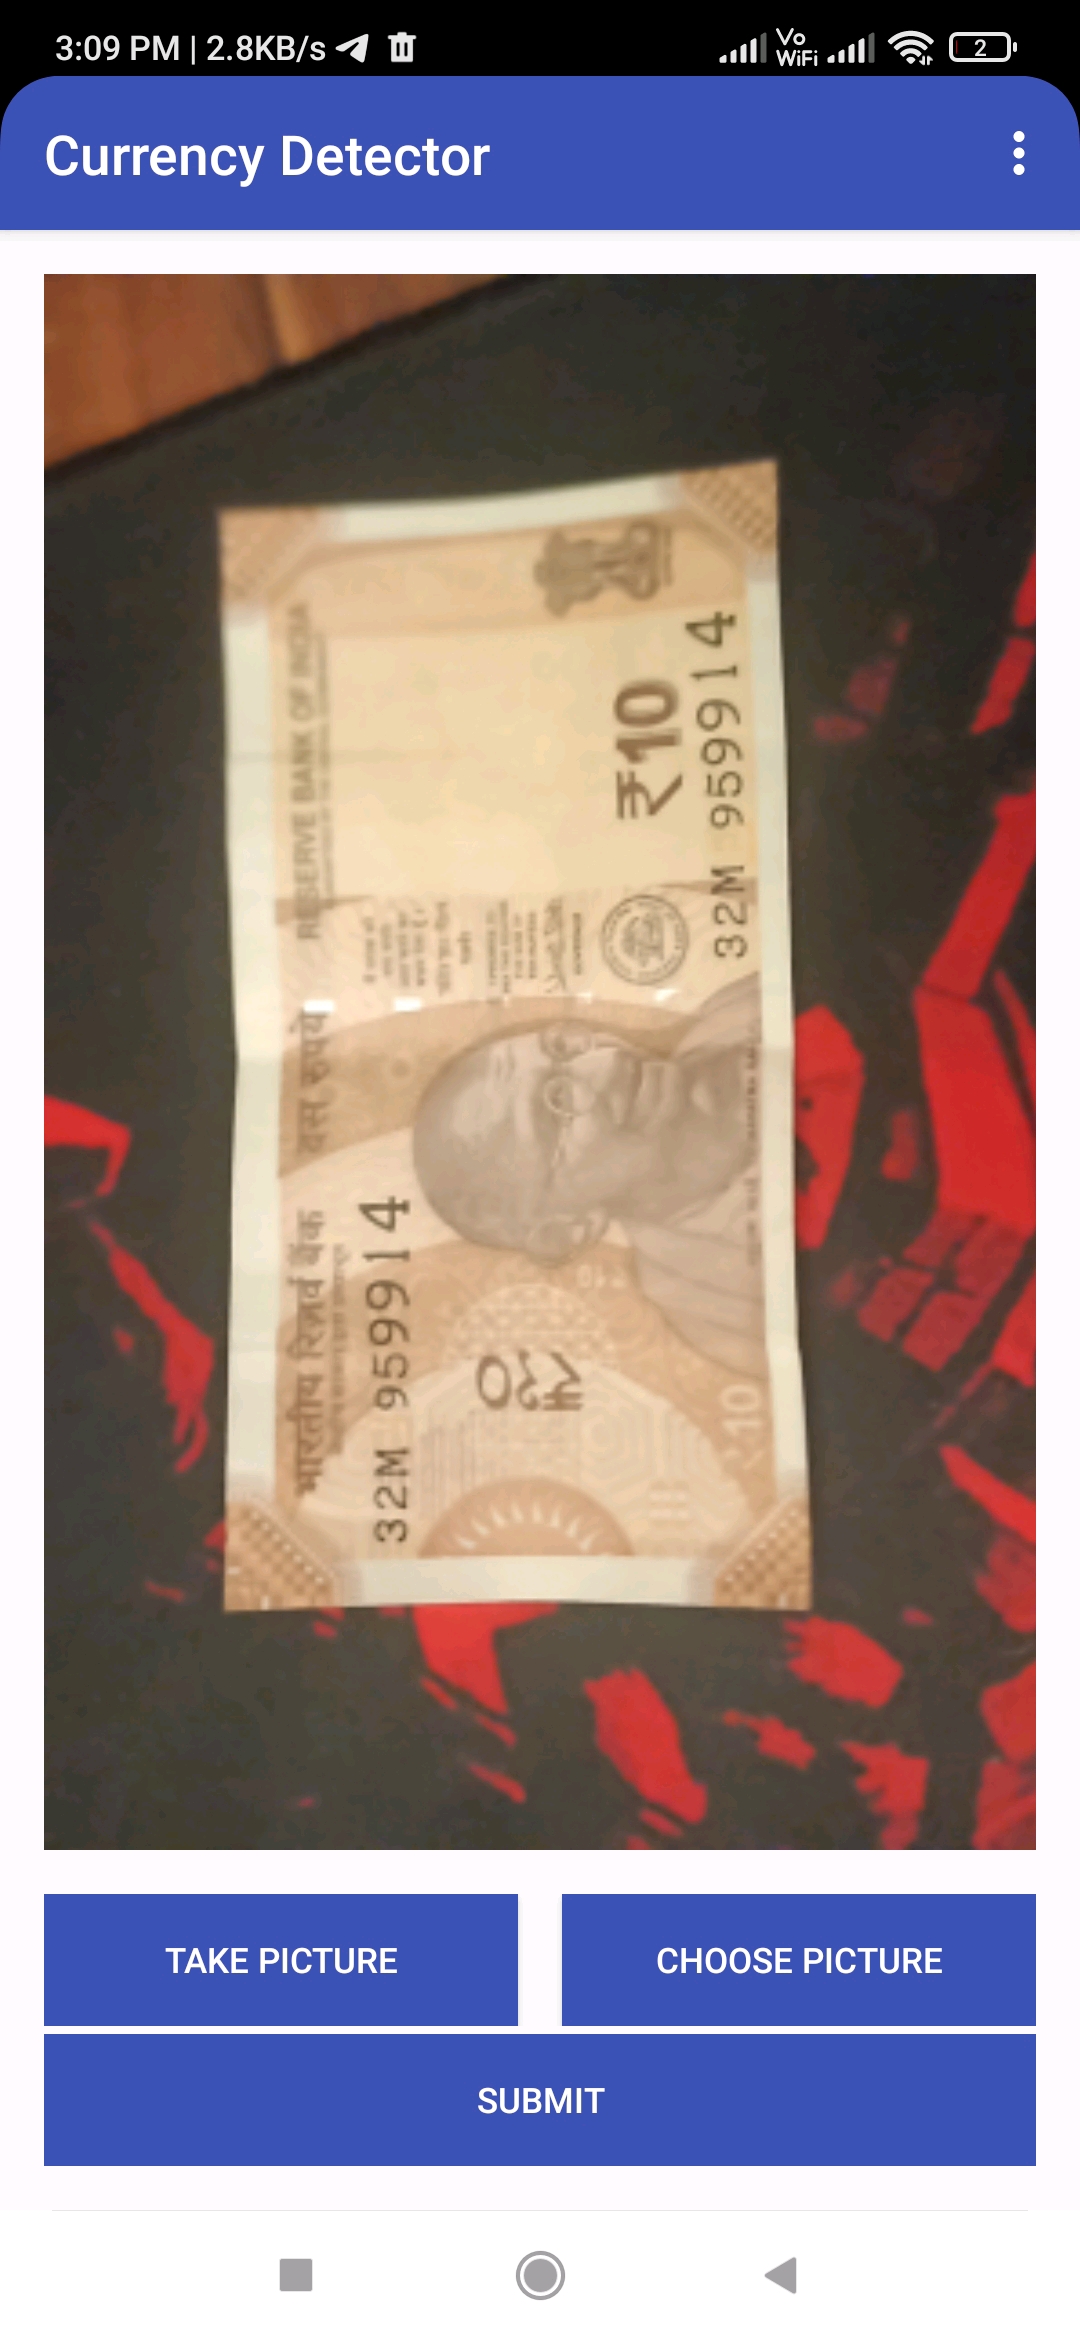 3:09 PM | 2.8KB/s
Vo
WiFi
2
Currency Detector
भारतीय रिज़र्व बैंक दस रुपये RESERVE BANK OF INDIA
32M 959914
₹१०
₹10
₹10
32M 959914
TAKE PICTURE
CHOOSE PICTURE
SUBMIT